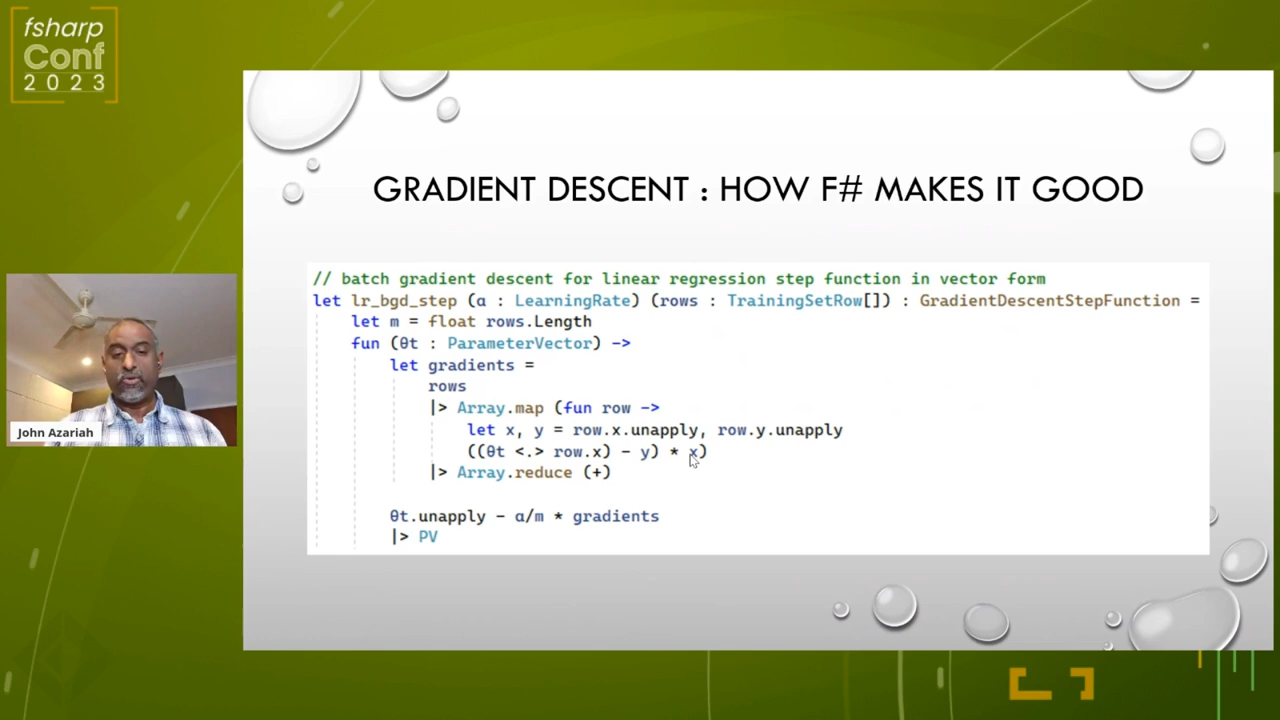 fsharp
Conf
2023
GRADIENT DESCENT : HOW F# MAKES IT GOOD
// batch gradient descent for linear regression step function in vector form
let lr_bgd_step (α : LearningRate) (rows : TrainingSetRow[]) : GradientDescentStepFunction =
let m = float rows.Length
fun (θt : ParameterVector) ->
let gradients =
rows
|> Array.map (fun row ->
let x, y = row.x.unapply, row.y.unapply
((θt <.> row.x) - y) * x)
|> Array.reduce (+)
θt.unapply - α/m * gradients
|> PV
John Azariah